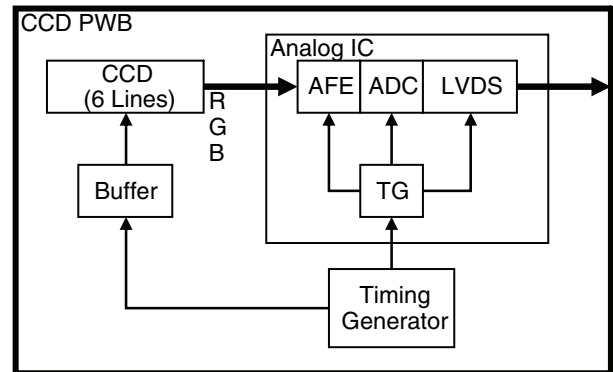 CCD PWB
Analog IC
CCD
(6 Lines)
R
G
B
AFE
ADC
LVDS
Buffer
TG
Timing
Generator